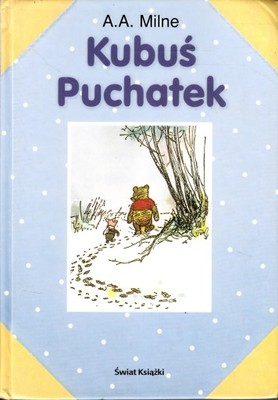 A.A. Milne
Kubuś
Puchatek
Świat Książki